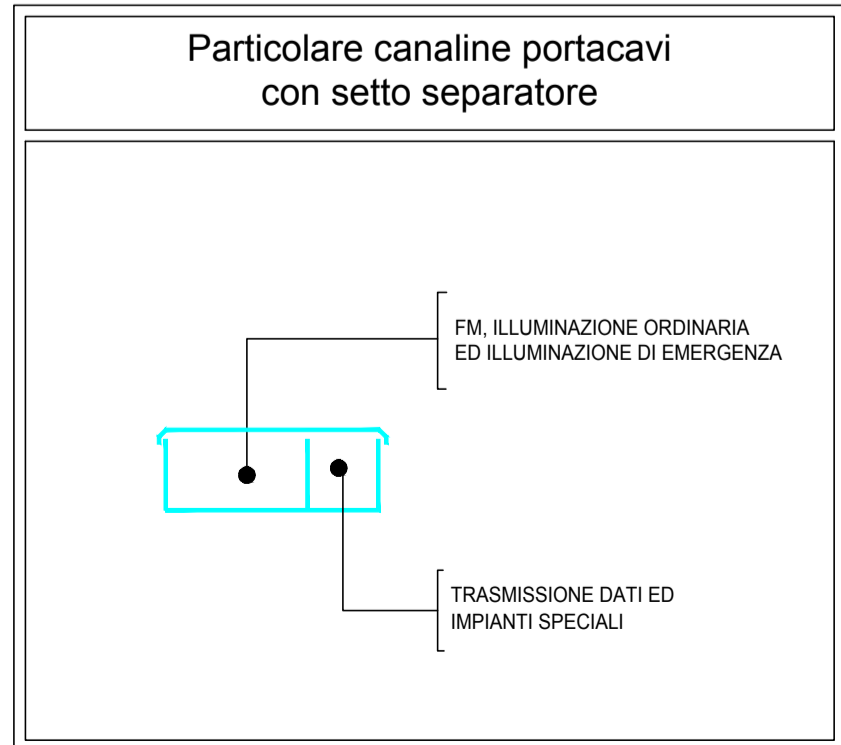 Particolare canaline portacavi
con setto separatore
FM, ILLUMINAZIONE ORDINARIA
ED ILLUMINAZIONE DI EMERGENZA
TRASMISSIONE DATI ED
IMPIANTI SPECIALI